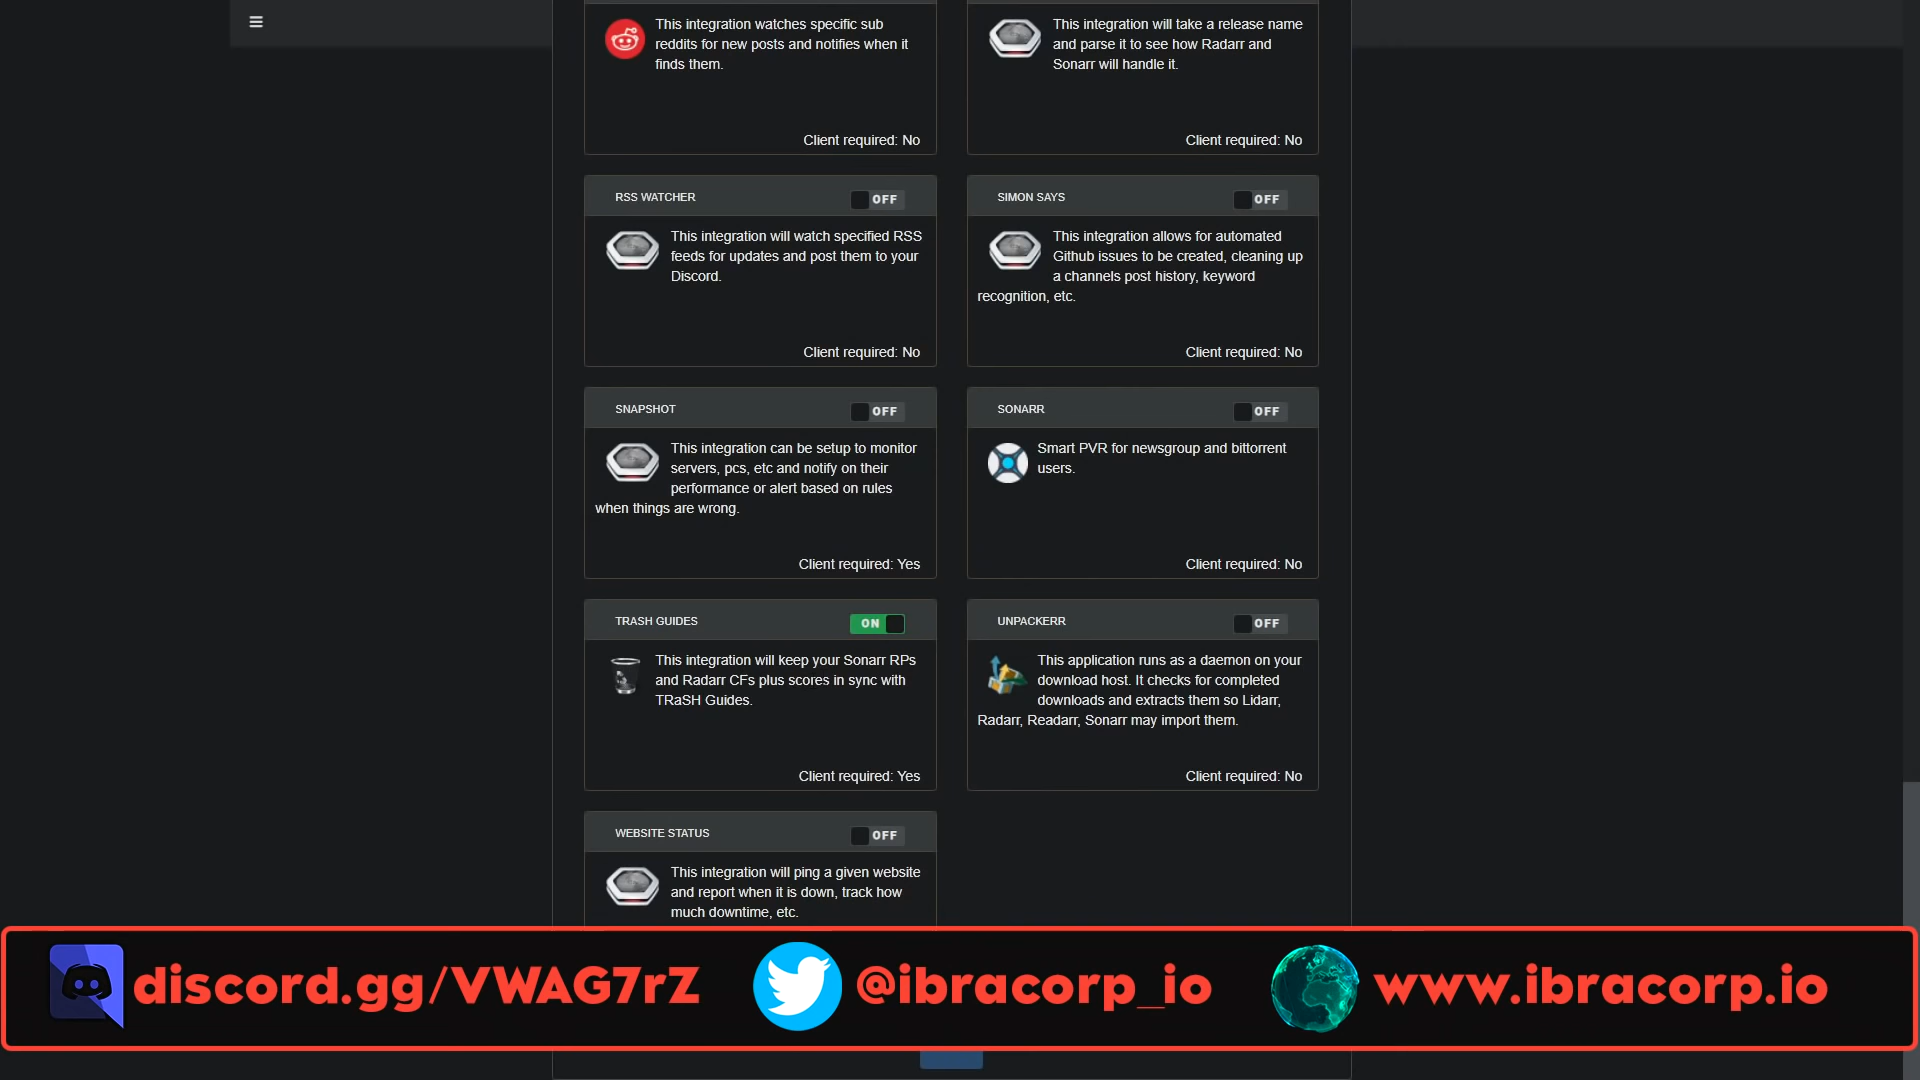 This integration watches specific sub
reddits for new posts and notifies when it
finds them.
Client required: No
This integration will take a release name
and parse it to see how Radarr and
Sonarr will handle it.
Client required: No
RSS WATCHER
OFF
This integration will watch specified RSS
feeds for updates and post them to your
Discord.
Client required: No
SIMON SAYS
OFF
This integration allows for automated
Github issues to be created, cleaning up
a channels post history, keyword
recognition, etc.
Client required: No
SNAPSHOT
OFF
This integration can be setup to monitor
servers, pcs, etc and notify on their
performance or alert based on rules
when things are wrong.
Client required: Yes
SONARR
OFF
Smart PVR for newsgroup and bittorrent
users.
Client required: No
TRASH GUIDES
ON
This integration will keep your Sonarr RPs
and Radarr CFs plus scores in sync with
TRaSH Guides.
Client required: Yes
UNPACKERR
OFF
This application runs as a daemon on your
download host. It checks for completed
downloads and extracts them so Lidarr,
Radarr, Readarr, Sonarr may import them.
Client required: No
WEBSITE STATUS
OFF
This integration will ping a given website
and report when it is down, track how
much downtime, etc.
discord.gg/VWAG7rZ
@ibracorp_io
www.ibracorp.io